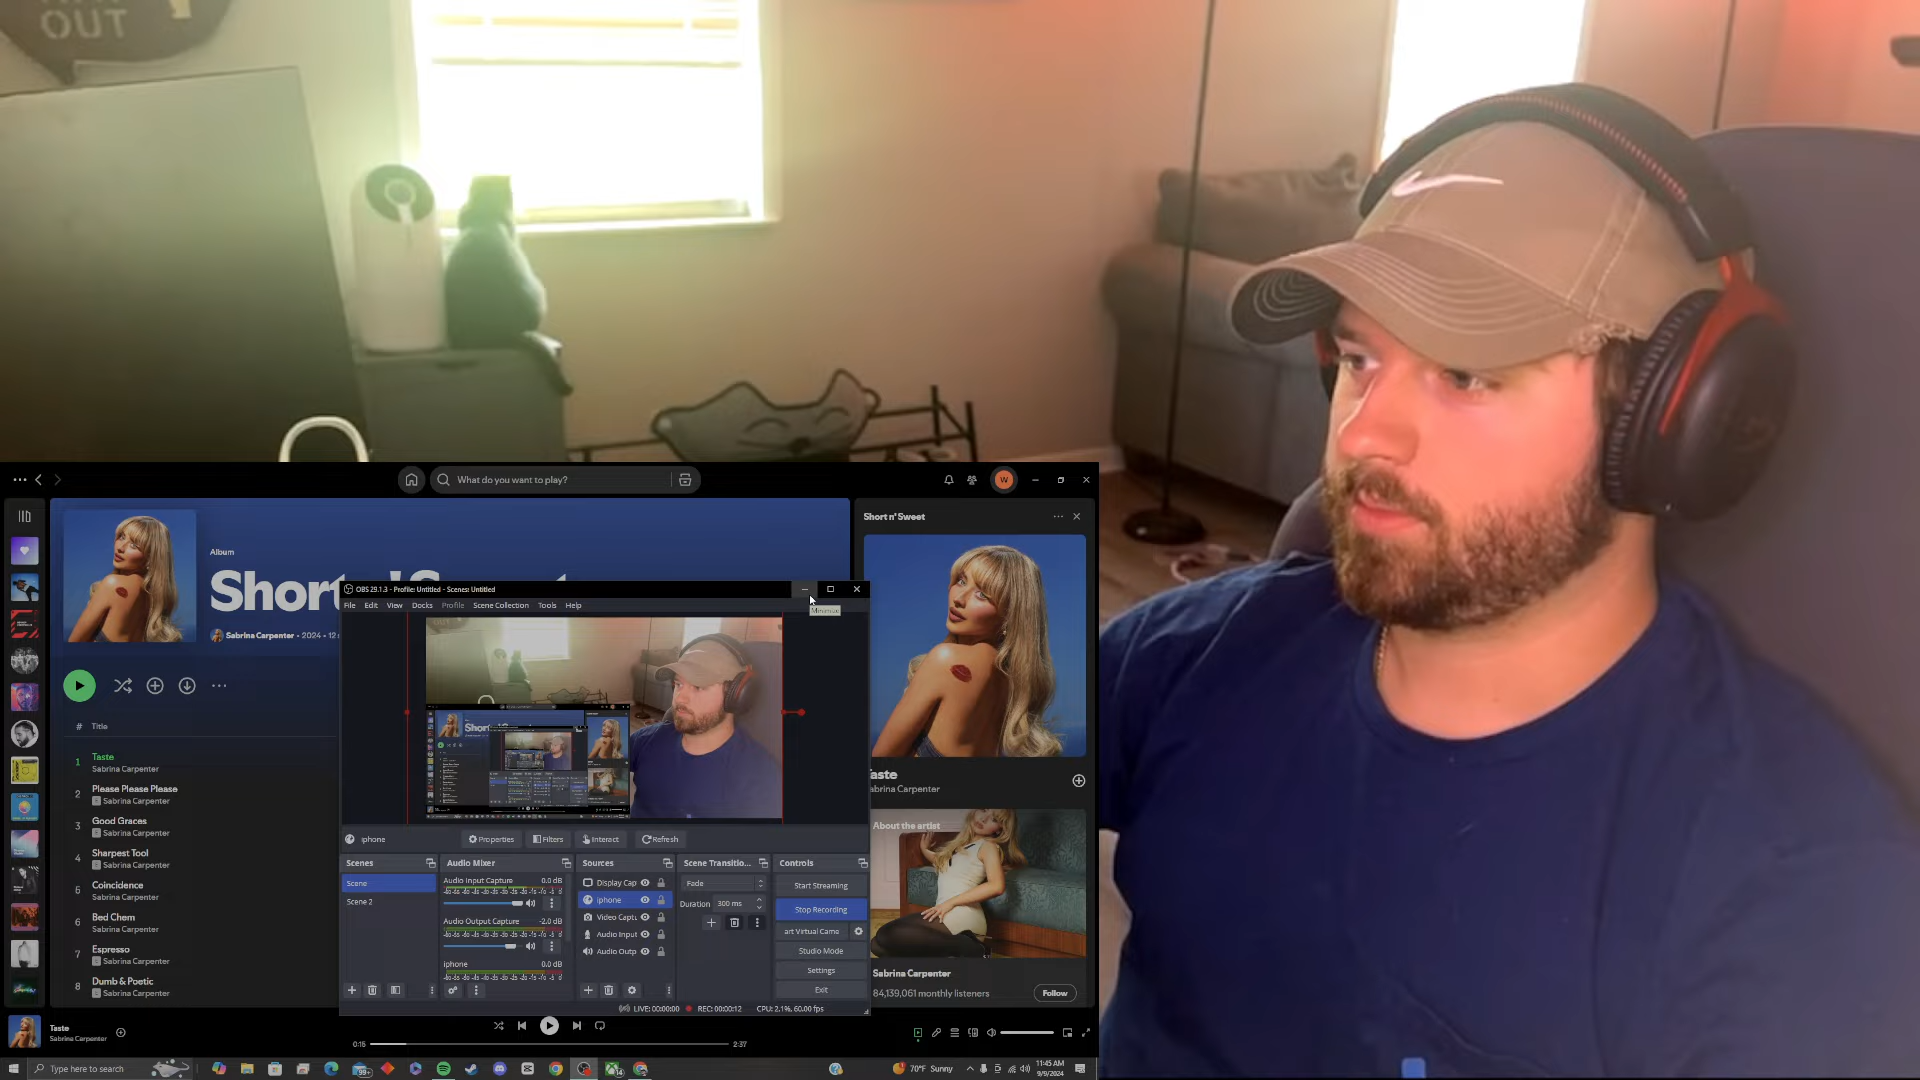 OUT
What do you want to play?
W
Album
Short n' Sweet
Sabrina Carpenter • 2024 • 12
# Title
1 Taste
Sabrina Carpenter
2 Please Please Please
Sabrina Carpenter
3 Good Graces
Sabrina Carpenter
4 Sharpest Tool
Sabrina Carpenter
5 Coincidence
Sabrina Carpenter
6 Bed Chem
Sabrina Carpenter
7 Espresso
Sabrina Carpenter
8 Dumb & Poetic
Sabrina Carpenter
OBS 29.1.3 - Profile: Untitled - Scenes: Untitled
File Edit View Docks Profile Scene Collection Tools Help
Minimize
iphone Properties Filters Interact Refresh
Scenes
Scene
Scene 2
Audio Mixer
Audio Input Capture 0.0 dB
Audio Output Capture -2.0 dB
iphone 0.0 dB
Sources
Display Cap
iphone
Video Captu
Audio Input
Audio Outp
Scene Transitio...
Fade
Duration 300 ms
Controls
Start Streaming
Stop Recording
art Virtual Came
Studio Mode
Settings
Exit
LIVE: 00:00:00 REC: 00:00:12 CPU: 2.1%, 60.00 fps
Short n' Sweet
aste
abrina Carpenter
About the artist
Sabrina Carpenter
84,139,061 monthly listeners
Follow
Taste
Sabrina Carpenter
0:15
2:37
Type here to search
99+
14
70°F Sunny
11:45 AM
9/9/2024